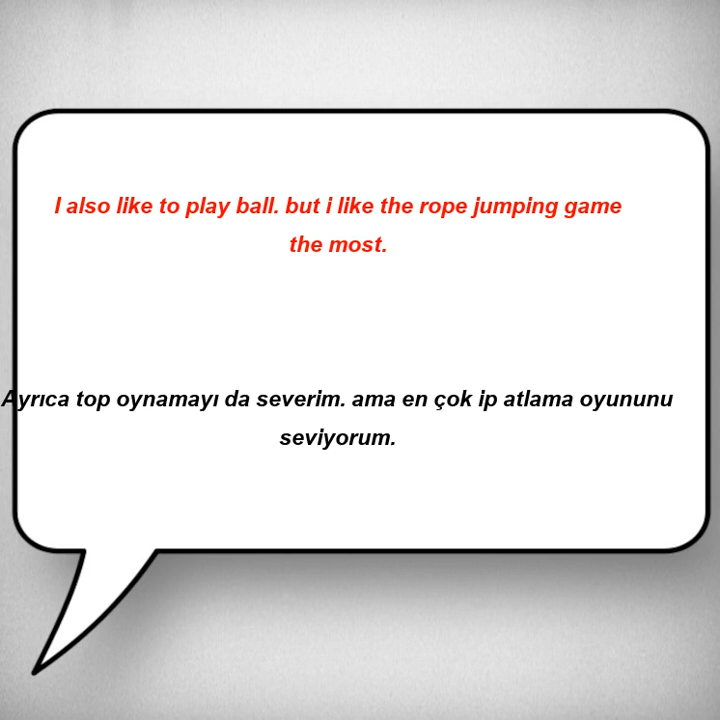 I also like to play ball. but i like the rope jumping game
the most.
Ayrıca top oynamayı da severim. ama en çok ip atlama oyununu
seviyorum.